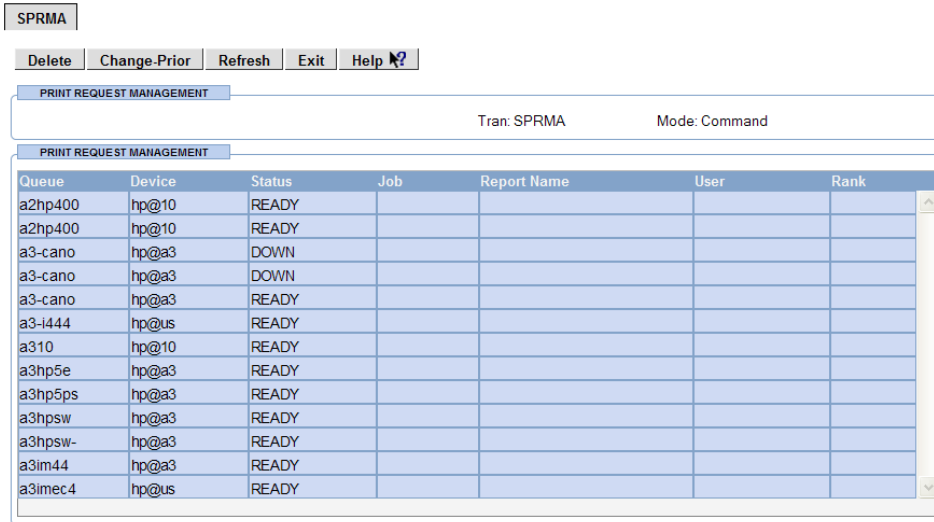 SPRMA
Delete Change-Prior Refresh Exit Help ?
PRINT REQUEST MANAGEMENT
Tran: SPRMA Mode: Command
PRINT REQUEST MANAGEMENT
Queue Device Status Job Report Name User Rank
a2hp400 hp@10 READY
a2hp400 hp@10 READY
a3-cano hp@a3 DOWN
a3-cano hp@a3 DOWN
a3-cano hp@a3 READY
a3-i444 hp@us READY
a310 hp@10 READY
a3hp5e hp@a3 READY
a3hp5ps hp@a3 READY
a3hpsw hp@a3 READY
a3hpsw- hp@a3 READY
a3im44 hp@a3 READY
a3imec4 hp@us READY